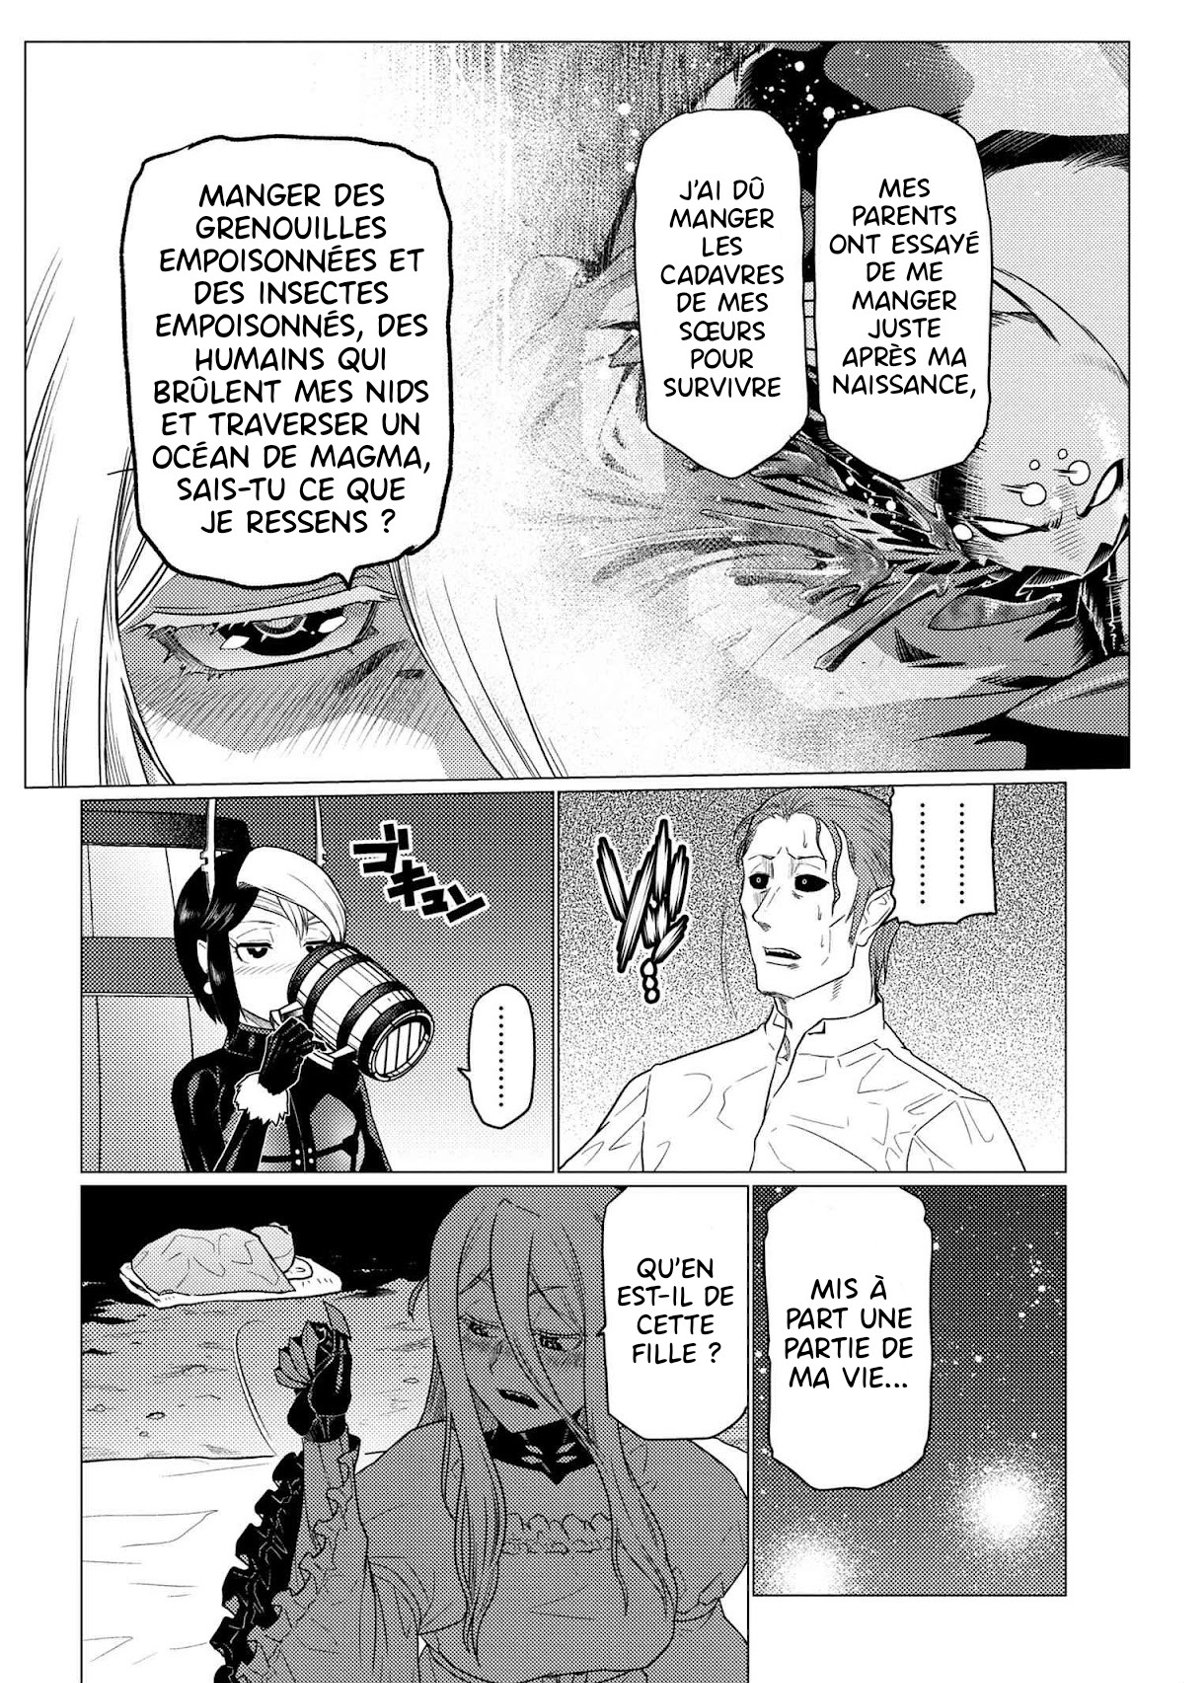 MES
PARENTS
ONT ESSAYÉ
DE ME
MANGER
JUSTE
APRÈS MA
NAISSANCE,
J'AI DÛ
MANGER
LES
CADAVRES
DE MES
SŒURS
POUR
SURVIVRE
MANGER DES
GRENOUILLES
EMPOISONNÉES ET
DES INSECTES
EMPOISONNÉS, DES
HUMAINS QUI
BRÛLENT MES NIDS
ET TRAVERSER UN
OCÉAN DE MAGMA,
SAIS-TU CE QUE
JE RESSENS ?
………
………
ゴキュン
MIS À
PART UNE
PARTIE DE
MA VIE...
QU'EN
EST-IL DE
CETTE
FILLE ?